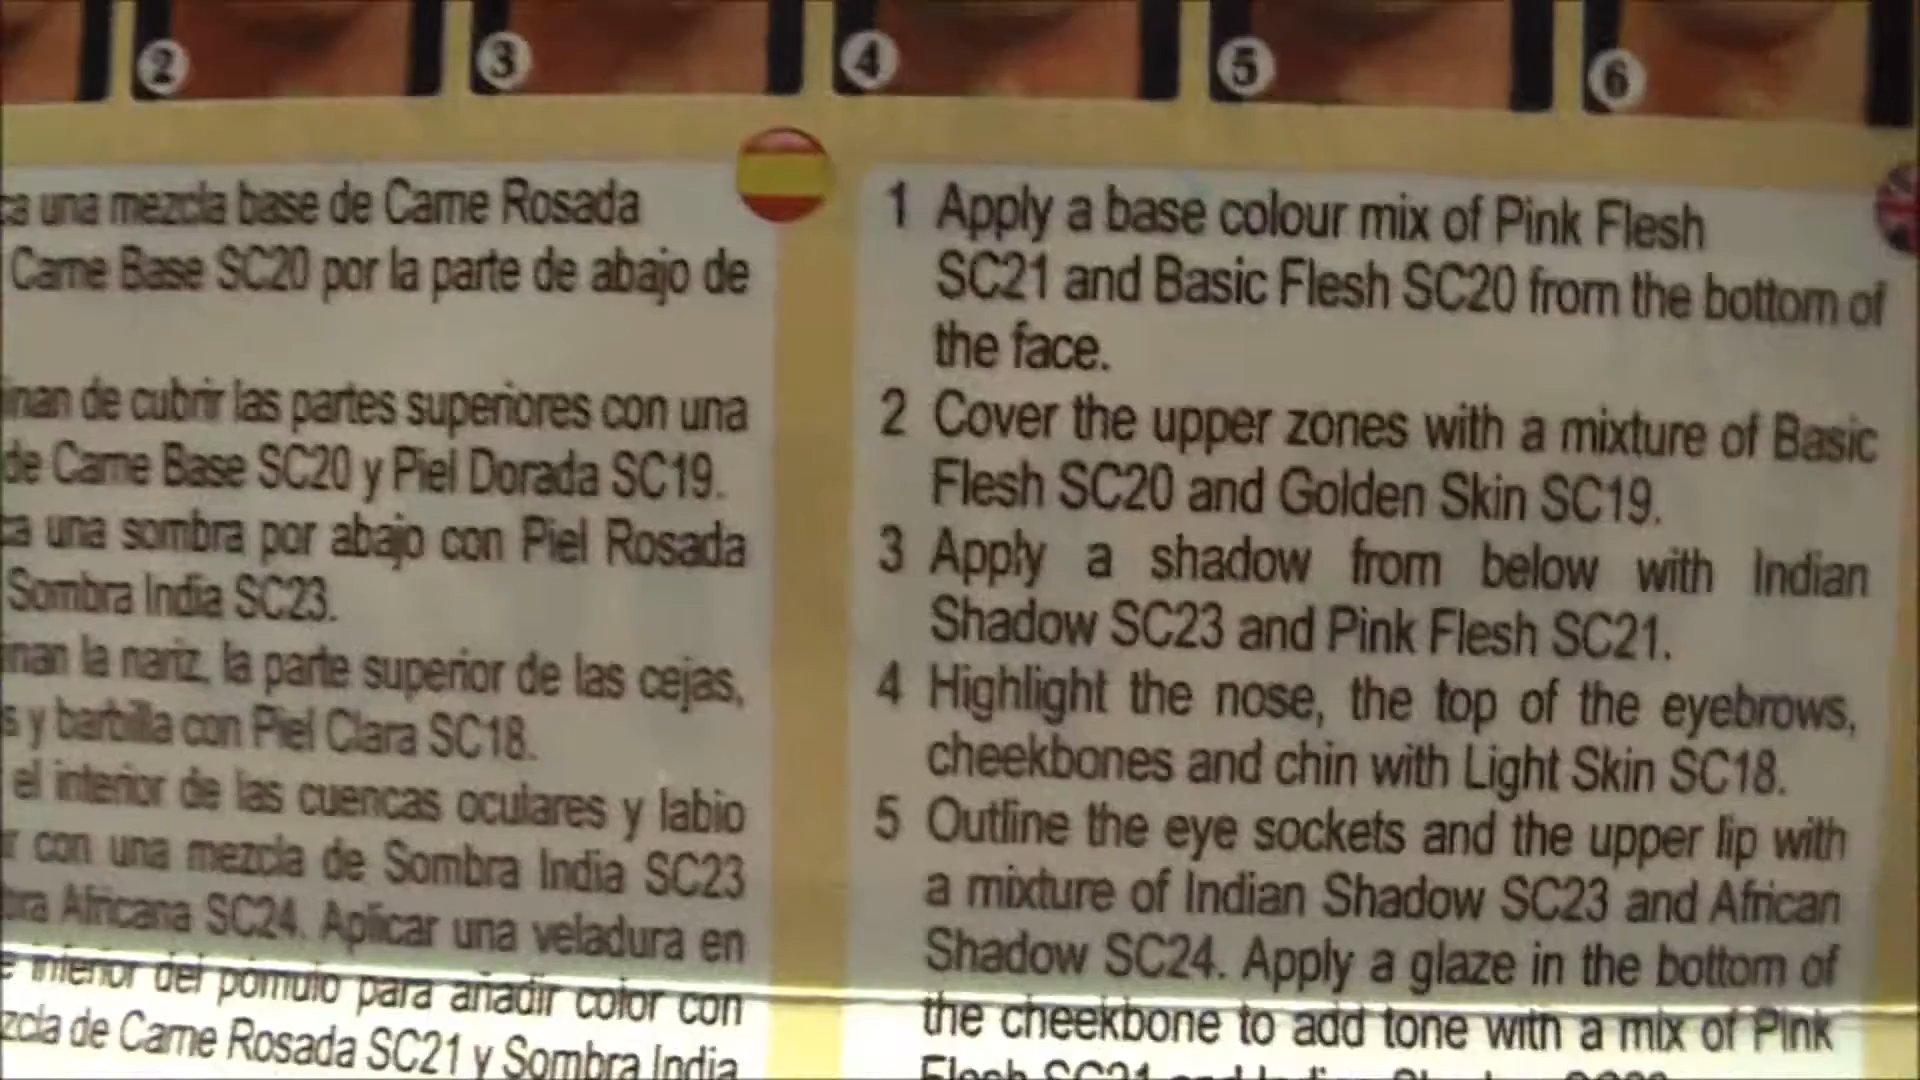 2
3
4
5
6
una mezcla base de Carne Rosada
Carne Base SC20 por la parte de abajo de
de cubrir las partes superiores con una
de Carne Base SC20 y Piel Dorada SC19.
una sombra por abajo con Piel Rosada
Sombra India SC23.
la nariz, la parte superior de las cejas,
y barbilla con Piel Clara SC18.
el interior de las cuencas oculares y labio
con una mezcla de Sombra India SC23
Africana SC24. Aplicar una veladura en
inferior del pómulo para añadir color con
de Carne Rosada SC21 y Sombra India
1 Apply a base colour mix of Pink Flesh
SC21 and Basic Flesh SC20 from the bottom of
the face.
2 Cover the upper zones with a mixture of Basic
Flesh SC20 and Golden Skin SC19.
3 Apply a shadow from below with Indian
Shadow SC23 and Pink Flesh SC21.
4 Highlight the nose, the top of the eyebrows,
cheekbones and chin with Light Skin SC18.
5 Outline the eye sockets and the upper lip with
a mixture of Indian Shadow SC23 and African
Shadow SC24. Apply a glaze in the bottom of
the cheekbone to add tone with a mix of Pink
Flesh SC21 and